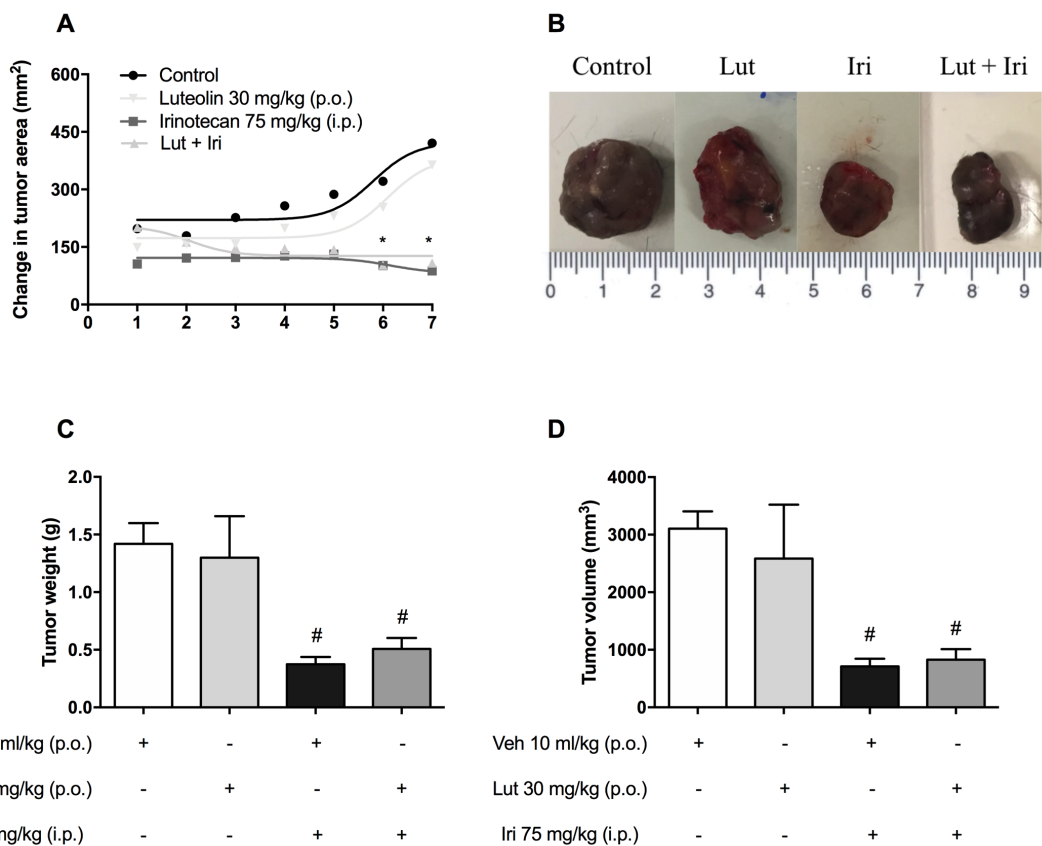 A
Change in tumor aerea (mm2)
600
450
300
150
0
Control
Luteolin 30 mg/kg (p.o.)
Irinotecan 75 mg/kg (i.p.)
Lut + Iri
* *
0 1 2 3 4 5 6 7
B
Control Lut Iri Lut + Iri
0 1 2 3 4 5 6 7 8 9
C
Tumor weight (g)
2.0
1.5
1.0
0.5
0.0
# #
ml/kg (p.o.) + - + -
mg/kg (p.o.) - + - +
mg/kg (i.p.) - - + +
D
Tumor volume (mm3)
4000
3000
2000
1000
0
# #
Veh 10 ml/kg (p.o.) + - + -
Lut 30 mg/kg (p.o.) - + - +
Iri 75 mg/kg (i.p.) - - + +